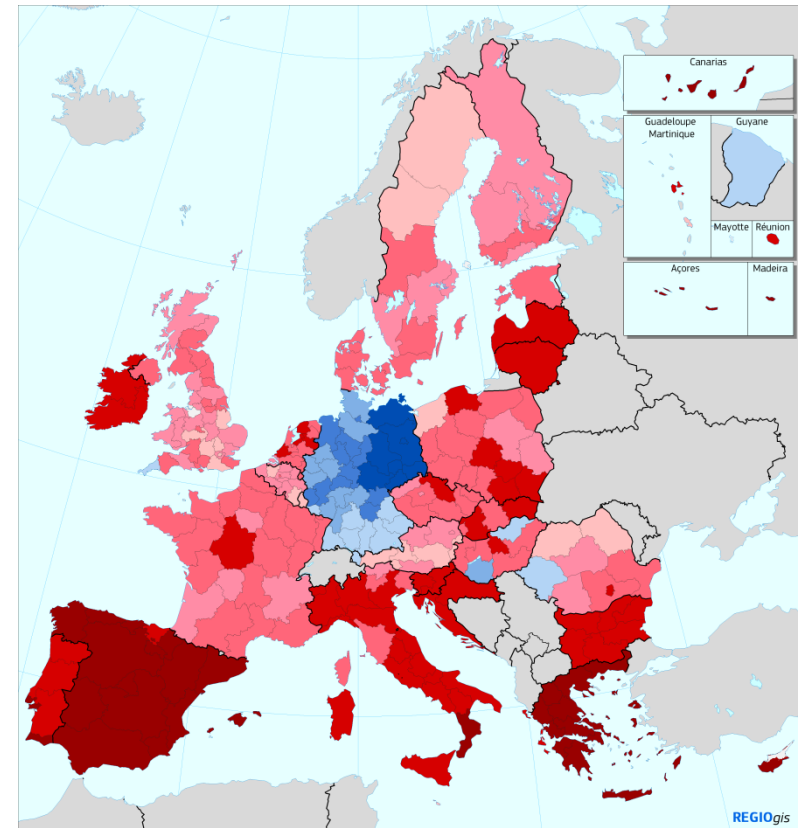 Canarias
Guadeloupe
Martinique
Guyane
Mayotte
Réunion
Açores
Madeira
REGIOgis